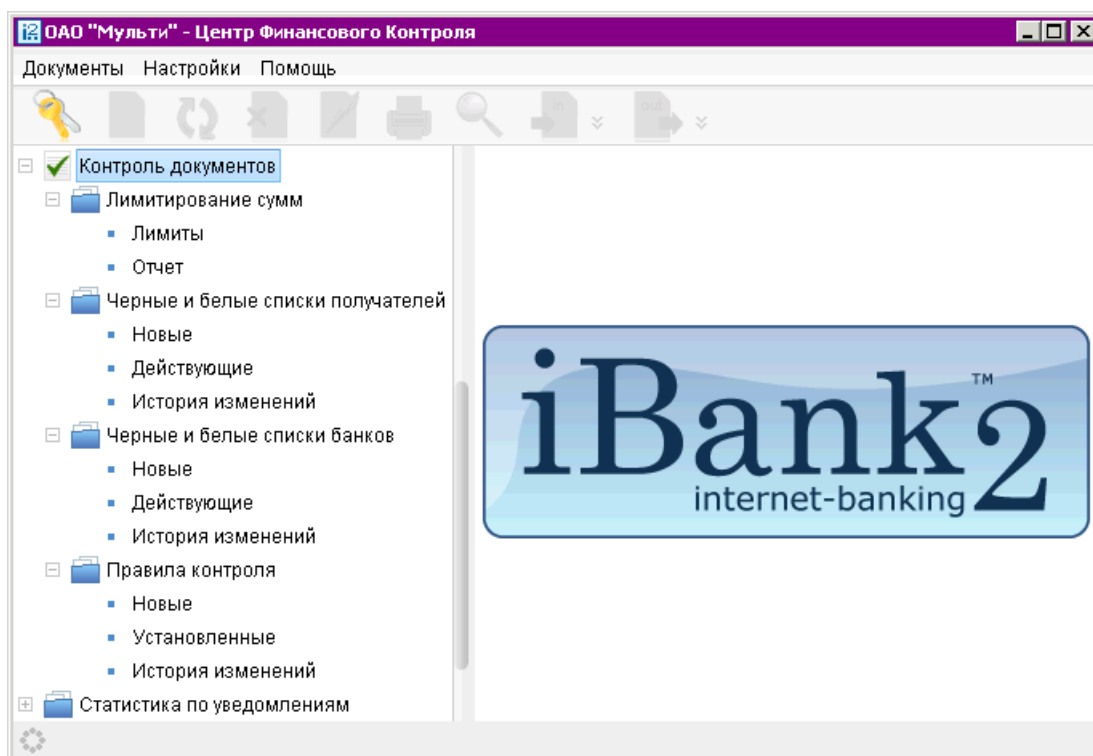 ОАО "Мульти" - Центр Финансового Контроля
Документы Настройки Помощь
in out
Контроль документов
Лимитирование сумм
Лимиты
Отчет
Черные и белые списки получателей
Новые
Действующие
История изменений
Черные и белые списки банков
Новые
Действующие
История изменений
Правила контроля
Новые
Установленные
История изменений
Статистика по уведомлениям
iBank2 ™
internet-banking